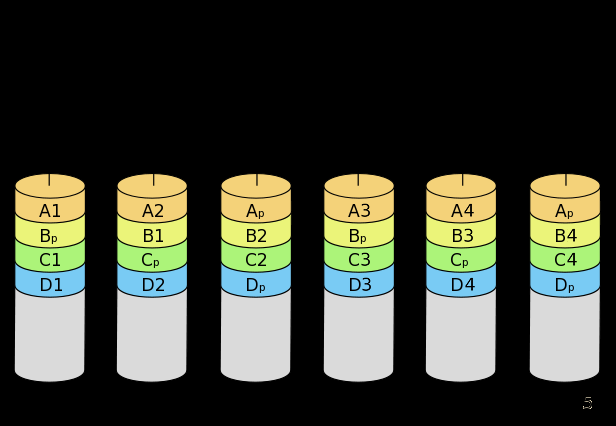 A1 A2 Ap A3 A4 Ap
Bp B1 B2 Bp B3 B4
C1 Cp C2 C3 Cp C4
D1 D2 Dp D3 D4 Dp